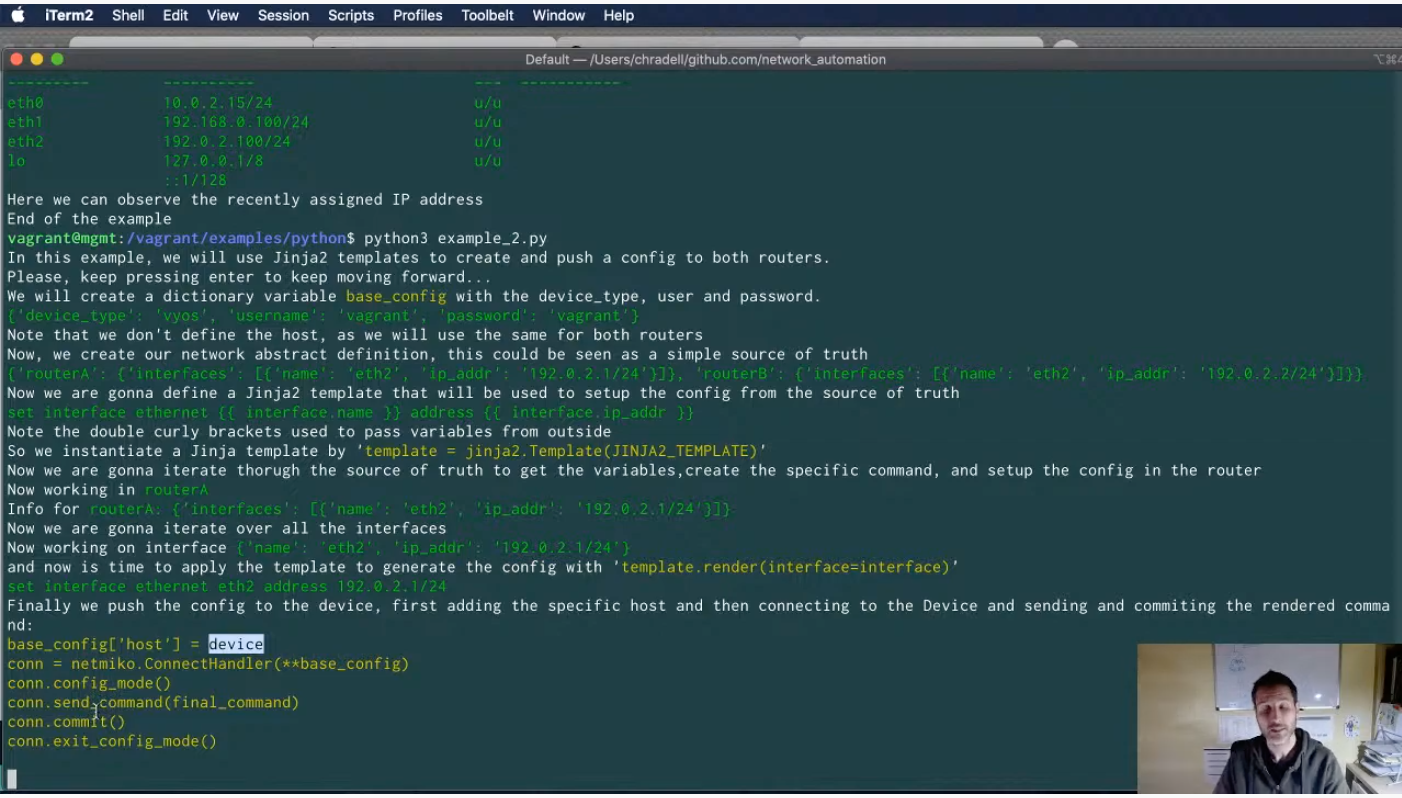 iTerm2 Shell Edit View Session Scripts Profiles Toolbelt Window Help
Default — /Users/chradell/github.com/network_automation
--------- ---------- --- -----------
eth0 10.0.2.15/24 u/u
eth1 192.168.0.100/24 u/u
eth2 192.0.2.100/24 u/u
lo 127.0.0.1/8 u/u
::1/128
Here we can observe the recently assigned IP address
End of the example
vagrant@mgmt:/vagrant/examples/python$ python3 example_2.py
In this example, we will use Jinja2 templates to create and push a config to both routers.
Please, keep pressing enter to keep moving forward...
We will create a dictionary variable base_config with the device_type, user and password.
{'device_type': 'vyos', 'username': 'vagrant', 'password': 'vagrant'}
Note that we don't define the host, as we will use the same for both routers
Now, we create our network abstract definition, this could be seen as a simple source of truth
{'routerA': {'interfaces': [{'name': 'eth2', 'ip_addr': '192.0.2.1/24'}]}, 'routerB': {'interfaces': [{'name': 'eth2', 'ip_addr': '192.0.2.2/24'}]}}
Now we are gonna define a Jinja2 template that will be used to setup the config from the source of truth
set interface ethernet {{ interface.name }} address {{ interface.ip_addr }}
Note the double curly brackets used to pass variables from outside
So we instantiate a Jinja template by 'template = jinja2.Template(JINJA2_TEMPLATE)'
Now we are gonna iterate thorugh the source of truth to get the variables,create the specific command, and setup the config in the router
Now working in routerA
Info for routerA: {'interfaces': [{'name': 'eth2', 'ip_addr': '192.0.2.1/24'}]}
Now we are gonna iterate over all the interfaces
Now working on interface {'name': 'eth2', 'ip_addr': '192.0.2.1/24'}
and now is time to apply the template to generate the config with 'template.render(interface=interface)'
set interface ethernet eth2 address 192.0.2.1/24
Finally we push the config to the device, first adding the specific host and then connecting to the Device and sending and commiting the rendered comma
nd:
base_config['host'] = device
conn = netmiko.ConnectHandler(**base_config)
conn.config_mode()
conn.send_command(final_command)
conn.commit()
conn.exit_config_mode()